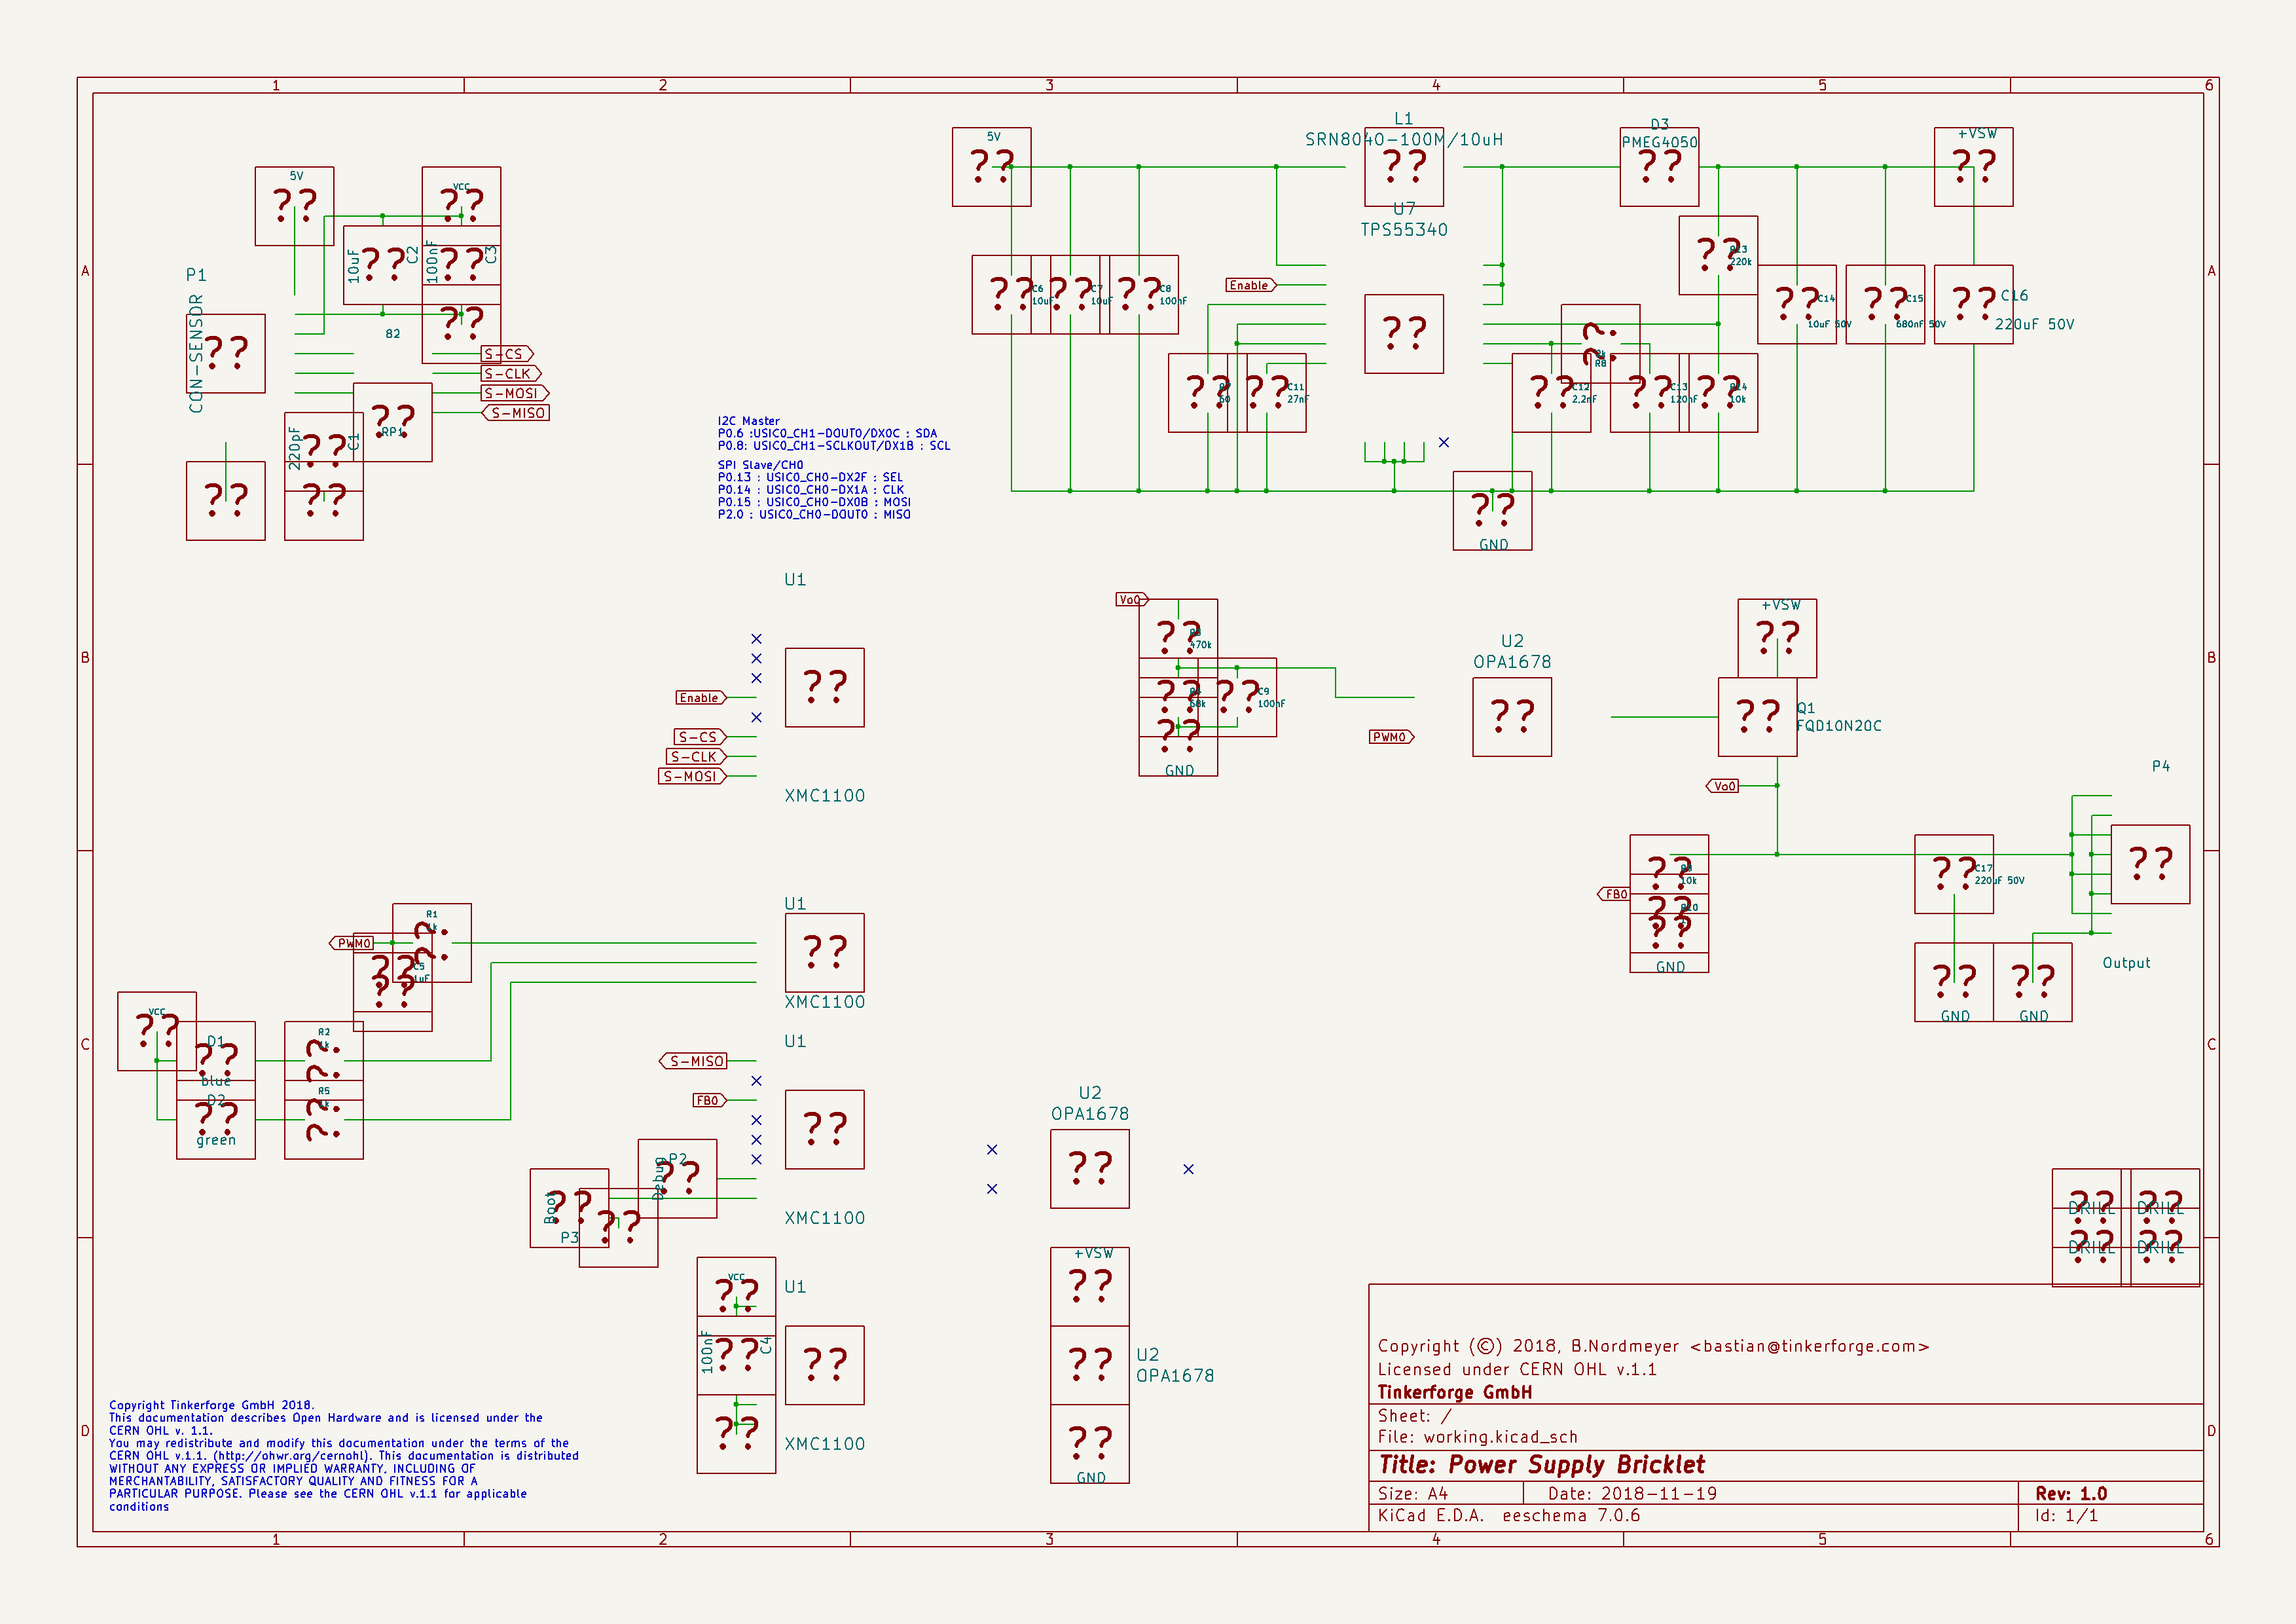 1 2 3 4 5 6
A
B
C
D
5V
VCC
10uF
C2
100nF
C3
P1
CON-SENSOR
82
S-CS
S-CLK
S-MOSI
S-MISO
RP1
220pF
C1
I2C Master
P0.6 :USIC0_CH1-DOUT0/DX0C : SDA
P0.8: USIC0_CH1-SCLKOUT/DX1B : SCL
SPI Slave/CH0
P0.13 : USIC0_CH0-DX2F : SEL
P0.14 : USIC0_CH0-DX1A : CLK
P0.15 : USIC0_CH0-DX0B : MOSI
P2.0 : USIC0_CH0-DOUT0 : MISO
5V
L1
SRN8040-100M/10uH
D3
PMEG4050
+VSW
U7
TPS55340
Enable
C6
10uF
C7
10uF
C8
100nF
220k
C14
10uF 50V
C15
680nF 50V
C16
220uF 50V
R8
C11
27nF
C12
2,2nF
C13
120nF
R14
10k
GND
U1
Enable
S-CS
S-CLK
S-MOSI
XMC1100
Vo0
470k
68k
C9
100nF
GND
PWM0
U2
OPA1678
+VSW
Q1
FQD10N20C
Vo0
P4
10k
FB0
R10
GND
C17
220uF 50V
GND
GND
Output
R1
PWM0
C5
1uF
U1
XMC1100
VCC
D1
blue
D2
green
R2
R5
U1
S-MISO
FB0
P2
Debug
Boot
P3
XMC1100
U2
OPA1678
DRILL DRILL
DRILL DRILL
VCC
100nF
C4
U1
XMC1100
+VSW
U2
OPA1678
GND
Copyright Tinkerforge GmbH 2018.
This documentation describes Open Hardware and is licensed under the
CERN OHL v. 1.1.
You may redistribute and modify this documentation under the terms of the
CERN OHL v.1.1. (http://ohwr.org/cernohl). This documentation is distributed
WITHOUT ANY EXPRESS OR IMPLIED WARRANTY, INCLUDING OF
MERCHANTABILITY, SATISFACTORY QUALITY AND FITNESS FOR A
PARTICULAR PURPOSE. Please see the CERN OHL v.1.1 for applicable
conditions
Copyright (©) 2018, B.Nordmeyer <bastian@tinkerforge.com>
Licensed under CERN OHL v.1.1
Tinkerforge GmbH
Sheet: /
File: working.kicad_sch
Title: Power Supply Bricklet
Size: A4 Date: 2018-11-19 Rev: 1.0
KiCad E.D.A. eeschema 7.0.6 Id: 1/1
1 2 3 4 5 6
A
B
C
D